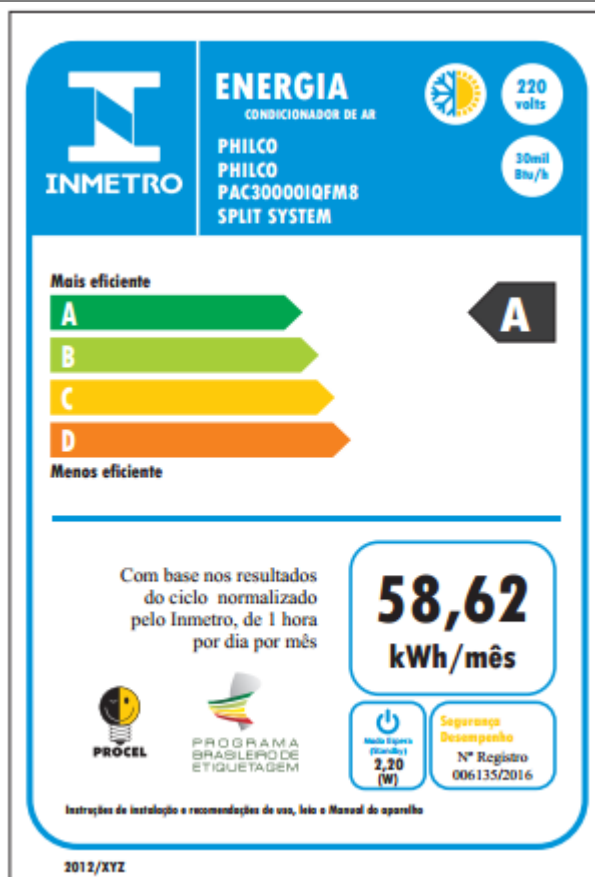 INMETRO
ENERGIA
CONDICIONADOR DE AR
220
volts
30mil
Btu/h
PHILCO
PHILCO
PAC30000IQFM8
SPLIT SYSTEM
Mais eficiente
A
A
B
C
D
Menos eficiente
Com base nos resultados
do ciclo normalizado
pelo Inmetro, de 1 hora
por dia por mês
58,62
kWh/mês
PROCEL
PROGRAMA
BRASILEIRO DE
ETIQUETAGEM
Modo Espera
(Standby)
2,20
(W)
Segurança
Desempenho
Nº Registro
006135/2016
Instruções de instalação e recomendações de uso, leia o Manual do aparelho
2012/XYZ